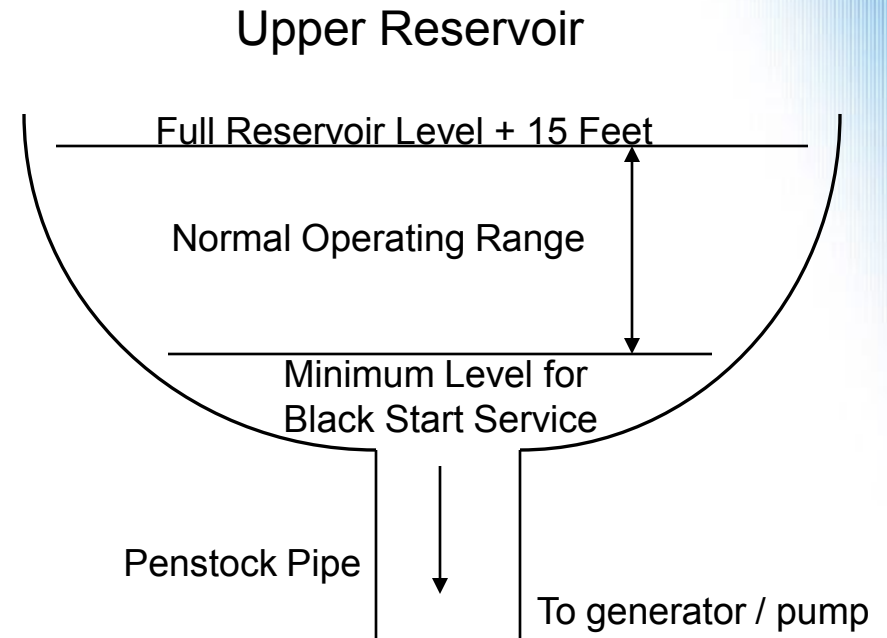 Upper Reservoir
Full Reservoir Level + 15 Feet
Normal Operating Range
Minimum Level for
Black Start Service
Penstock Pipe
To generator / pump